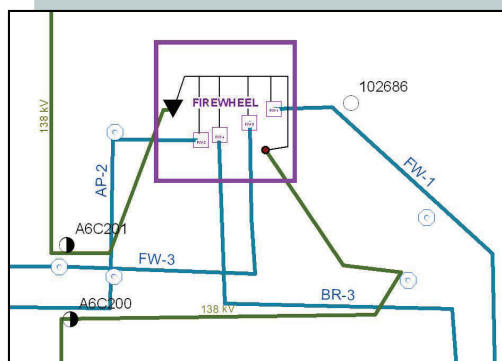 138 kV
FIREWHEEL
102686
AP-2
FW-1
A6C201
FW-3
A6C200
138 kV
BR-3